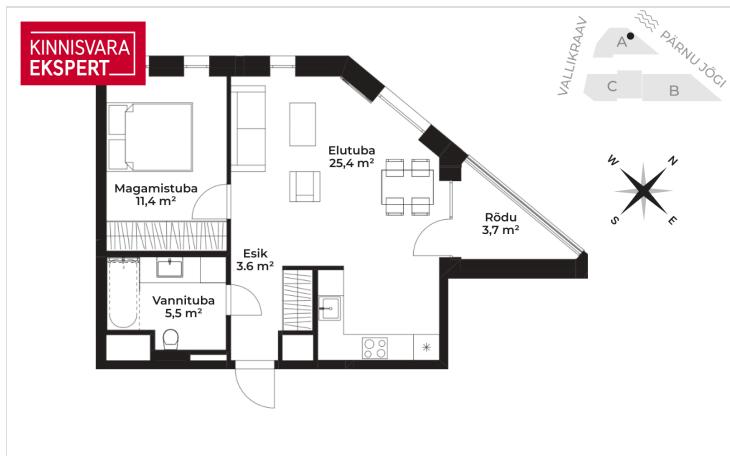 KINNISVARA
EKSPERT
VALLIKRAAV
PÄRNU JÕGI
A
C
B
W
N
S
E
Elutuba
25,4 m²
Magamistuba
11,4 m²
Rõdu
3,7 m²
Esik
3.6 m²
Vannituba
5,5 m²